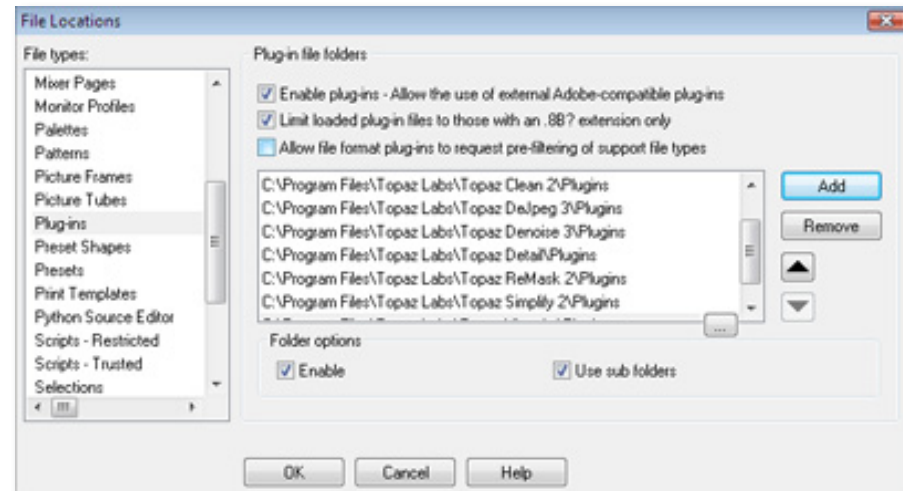 File Locations
File types:
Mixer Pages
Monitor Profiles
Palettes
Patterns
Picture Frames
Picture Tubes
Plug-ins
Preset Shapes
Presets
Print Templates
Python Source Editor
Scripts - Restricted
Scripts - Trusted
Selections
Plug-in file folders
Enable plug-ins - Allow the use of external Adobe-compatible plug-ins
Limit loaded plug-in files to those with an .8B? extension only
Allow file format plug-ins to request pre-filtering of support file types
C:\Program Files\Topaz Labs\Topaz Clean 2\Plugins
C:\Program Files\Topaz Labs\Topaz DeJpeg 3\Plugins
C:\Program Files\Topaz Labs\Topaz Denoise 3\Plugins
C:\Program Files\Topaz Labs\Topaz Detail\Plugins
C:\Program Files\Topaz Labs\Topaz ReMask 2\Plugins
C:\Program Files\Topaz Labs\Topaz Simplify 2\Plugins
...
Add
Remove
Folder options
Enable
Use sub folders
OK
Cancel
Help